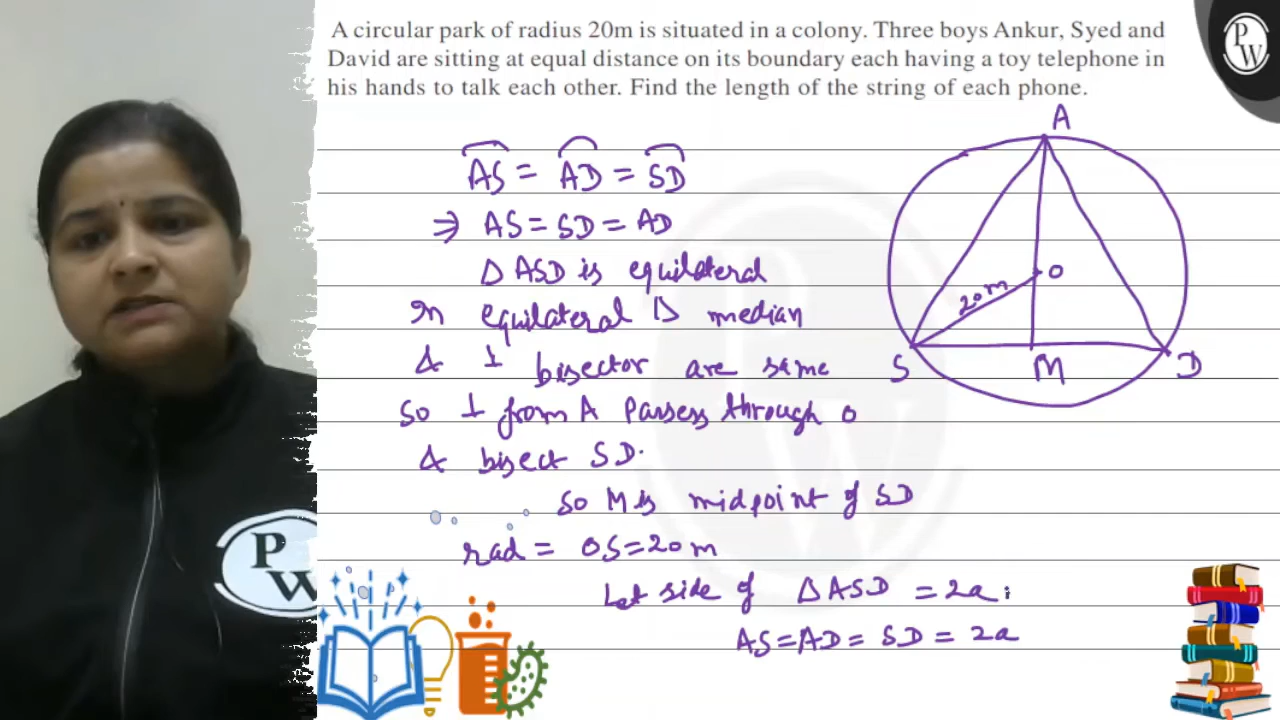 A circular park of radius 20m is situated in a colony. Three boys Ankur, Syed and
David are sitting at equal distance on its boundary each having a toy telephone in
his hands to talk each other. Find the length of the string of each phone.
PW
AS = AD = SD
⇒ AS = SD = AD
Δ ASD is equilateral
In equilateral Δ median
& ⊥ bisector are same
So ⊥ from A Passess through O
& bisect SD.
So M is midpoint of SD
rad = OS = 20 m
Let side of Δ ASD = 2a ;
AS = AD = SD = 2a
A
O
20 m
S
M
D
PW